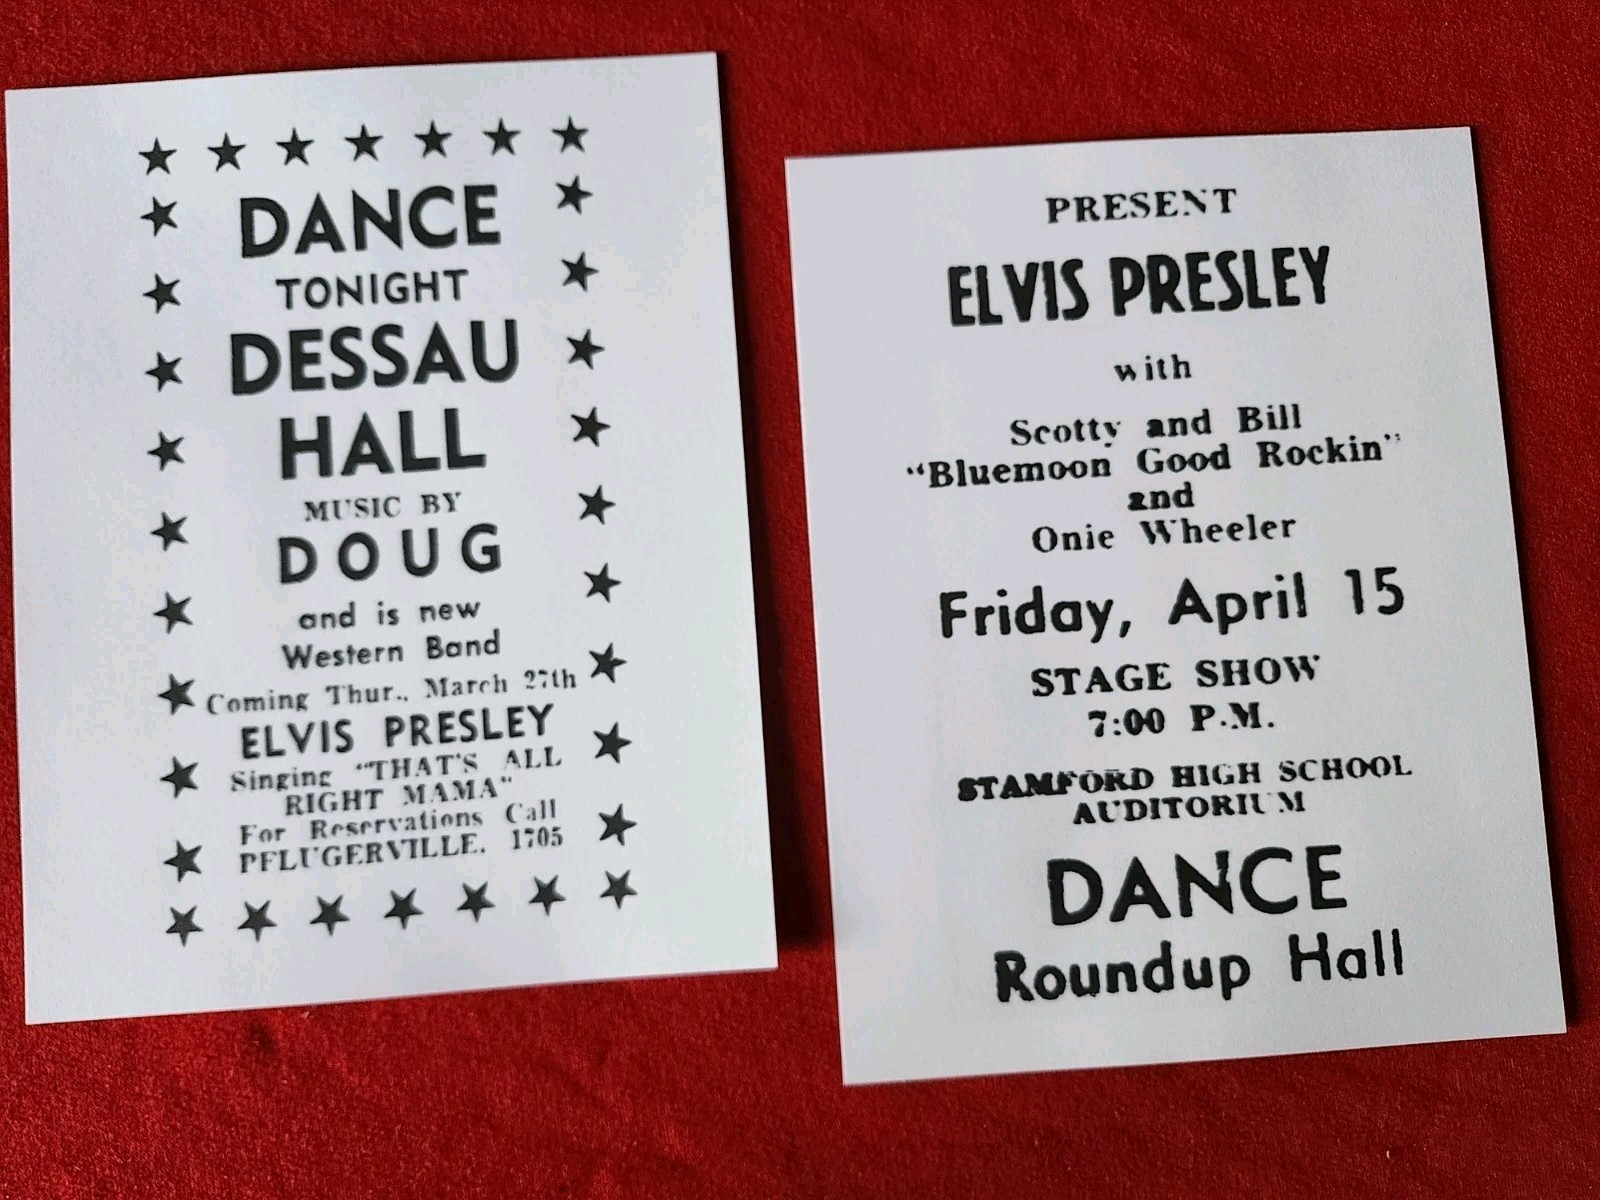 DANCE
TONIGHT
DESSAU
HALL
MUSIC BY
DOUG
and is new
Western Band
Coming Thur., March 27th
ELVIS PRESLEY
Singing "THAT'S ALL
RIGHT MAMA"
For Reservations Call
PFLUGERVILLE. 1705
PRESENT
ELVIS PRESLEY
with
Scotty and Bill
"Bluemoon Good Rockin"
and
Onie Wheeler
Friday, April 15
STAGE SHOW
7:00 P.M.
STAMFORD HIGH SCHOOL
AUDITORIUM
DANCE
Roundup Hall